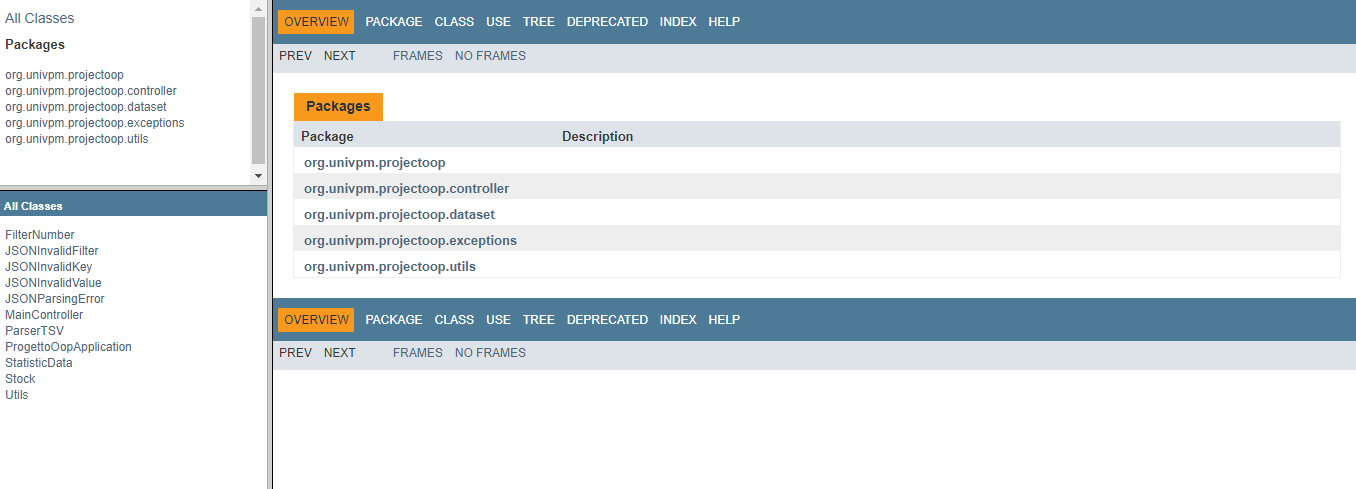 All Classes
Packages
org.univpm.projectoop
org.univpm.projectoop.controller
org.univpm.projectoop.dataset
org.univpm.projectoop.exceptions
org.univpm.projectoop.utils
All Classes
FilterNumber
JSONInvalidFilter
JSONInvalidKey
JSONInvalidValue
JSONParsingError
MainController
ParserTSV
ProgettoOopApplication
StatisticData
Stock
Utils
OVERVIEW PACKAGE CLASS USE TREE DEPRECATED INDEX HELP
PREV NEXT FRAMES NO FRAMES
Packages
Package Description
org.univpm.projectoop
org.univpm.projectoop.controller
org.univpm.projectoop.dataset
org.univpm.projectoop.exceptions
org.univpm.projectoop.utils
OVERVIEW PACKAGE CLASS USE TREE DEPRECATED INDEX HELP
PREV NEXT FRAMES NO FRAMES